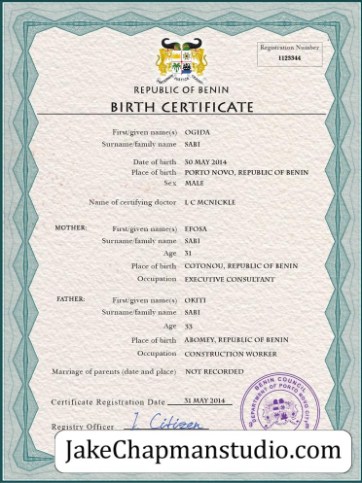 Registration Number
1123344
REPUBLIC OF BENIN
BIRTH CERTIFICATE
First/given name(s) OGIDA
Surname/family name SABI
Date of birth 30 MAY 2014
Place of birth PORTO NOVO, REPUBLIC OF BENIN
Sex MALE
Name of certifying doctor L C MCNICKLE
MOTHER: First/given name(s) EFOSA
Surname/family name SABI
Age 31
Place of birth COTONOU, REPUBLIC OF BENIN
Occupation EXECUTIVE CONSULTANT
FATHER: First/given name(s) OKITI
Surname/family name SABI
Age 33
Place of birth ABOMEY, REPUBLIC OF BENIN
Occupation CONSTRUCTION WORKER
Marriage of parents (date and place) NOT RECORDED
Certificate Registration Date 31 MAY 2014
Registry Officer J. Citizen
BENIN COUNCIL
DEPARTMENT OF PORTO NOVO CITY
JakeChapmanstudio.com